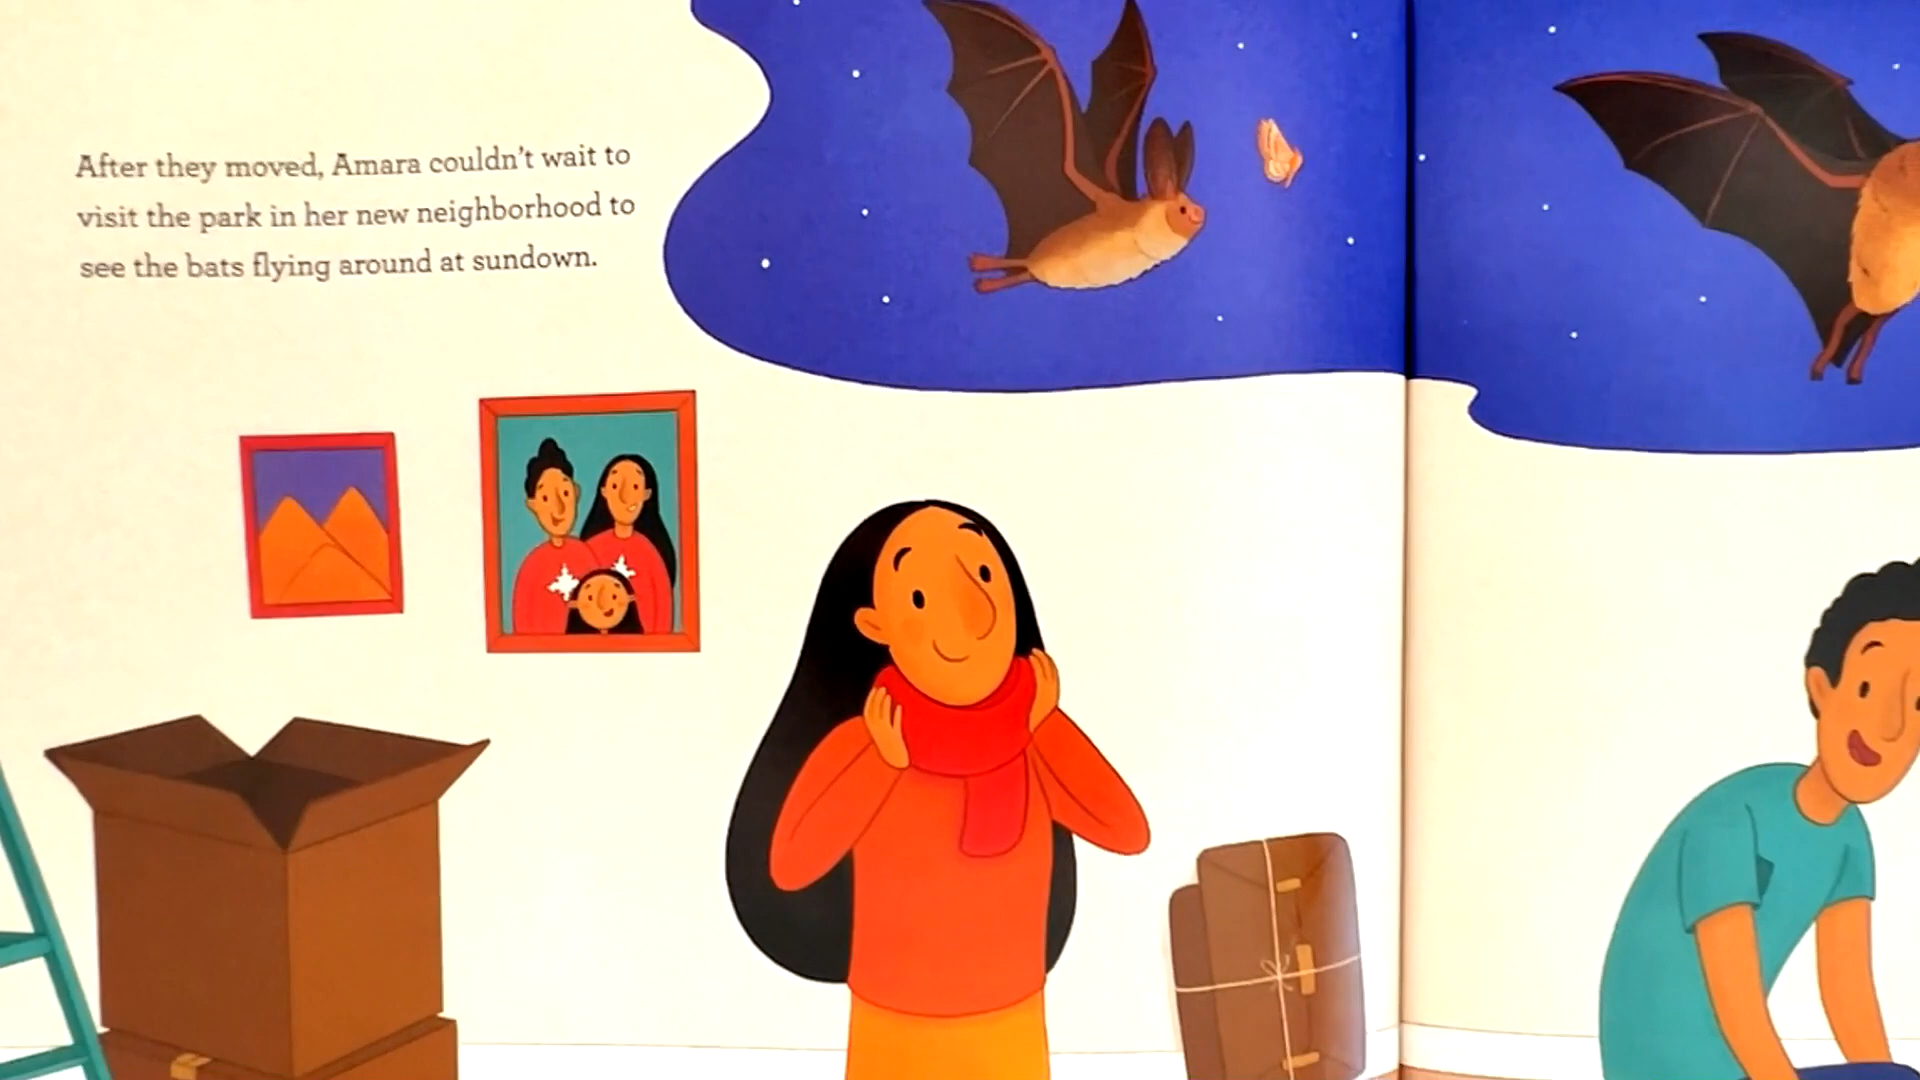 After they moved, Amara couldn't wait to
visit the park in her new neighborhood to
see the bats flying around at sundown.